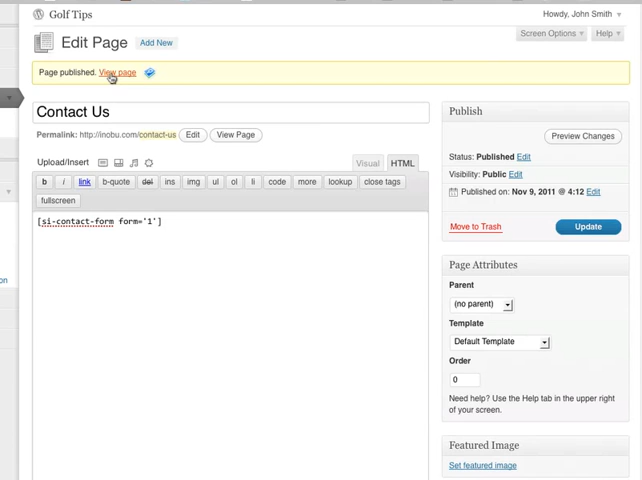 Golf Tips
Howdy, John Smith
Screen Options
Help
Edit Page
Add New
Page published. View page
Contact Us
Permalink: http://inobu.com/contact-us Edit View Page
Upload/Insert
Visual
HTML
b i link b-quote del ins img ul ol li code more lookup close tags
fullscreen
[si-contact-form form='1']
Publish
Preview Changes
Status: Published Edit
Visibility: Public Edit
Published on: Nov 9, 2011 @ 4:12 Edit
Move to Trash
Update
Page Attributes
Parent
(no parent)
Template
Default Template
Order
0
Need help? Use the Help tab in the upper right
of your screen.
Featured Image
Set featured image
on